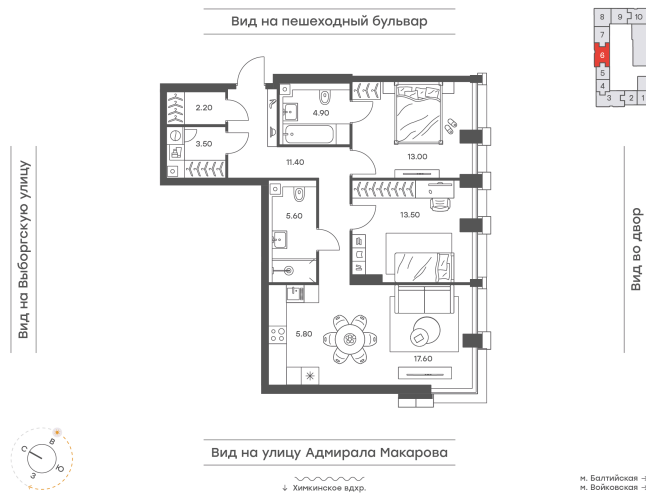 Вид на пешеходный бульвар
8 9 10
7
6
5
4
3 2 1
2.20
4.90
3.50
13.00
11.40
Вид на Выборгскую улицу
5.60
13.50
Вид во двор
5.80
17.60
С В
З Ю
Вид на улицу Адмирала Макарова
↓ Химкинское вдхр.
м. Балтийская →
м. Войковская →